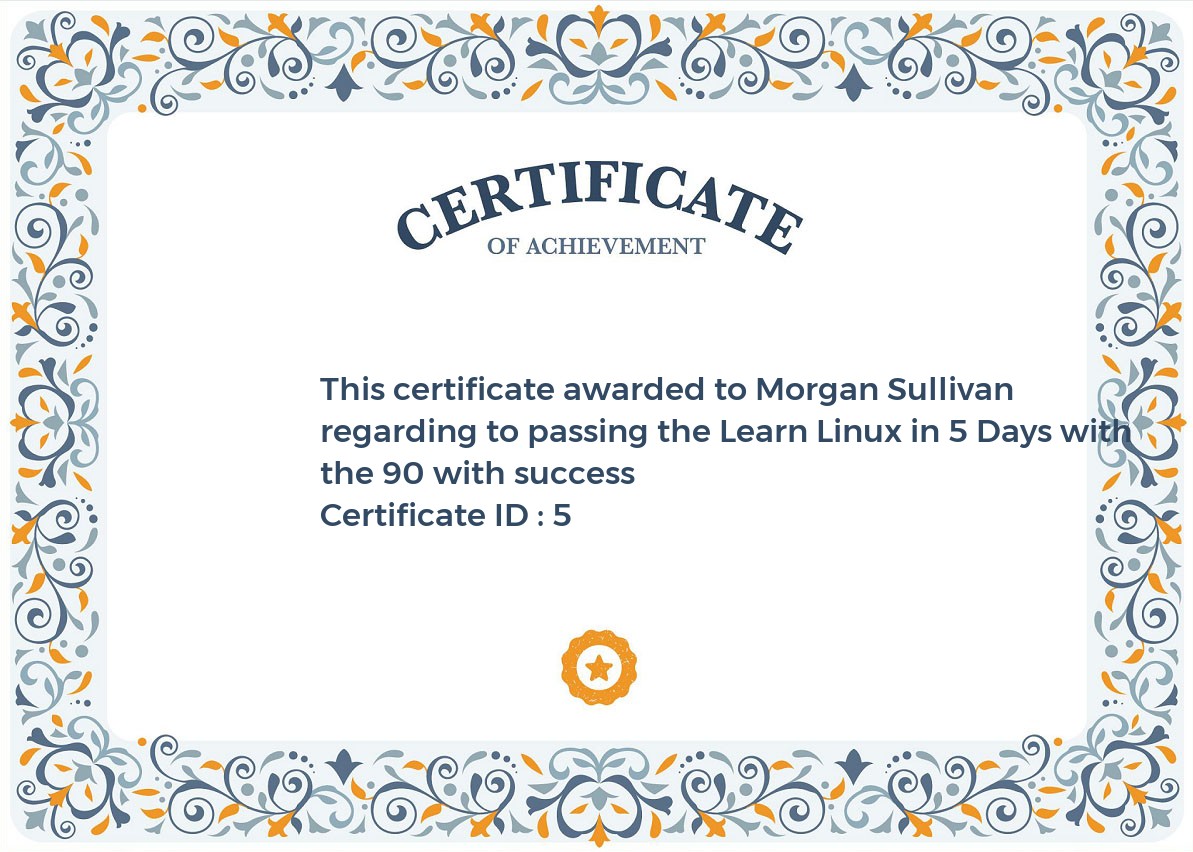 CERTIFICATE
OF ACHIEVEMENT
This certificate awarded to Morgan Sullivan
regarding to passing the Learn Linux in 5 Days with
the 90 with success
Certificate ID : 5